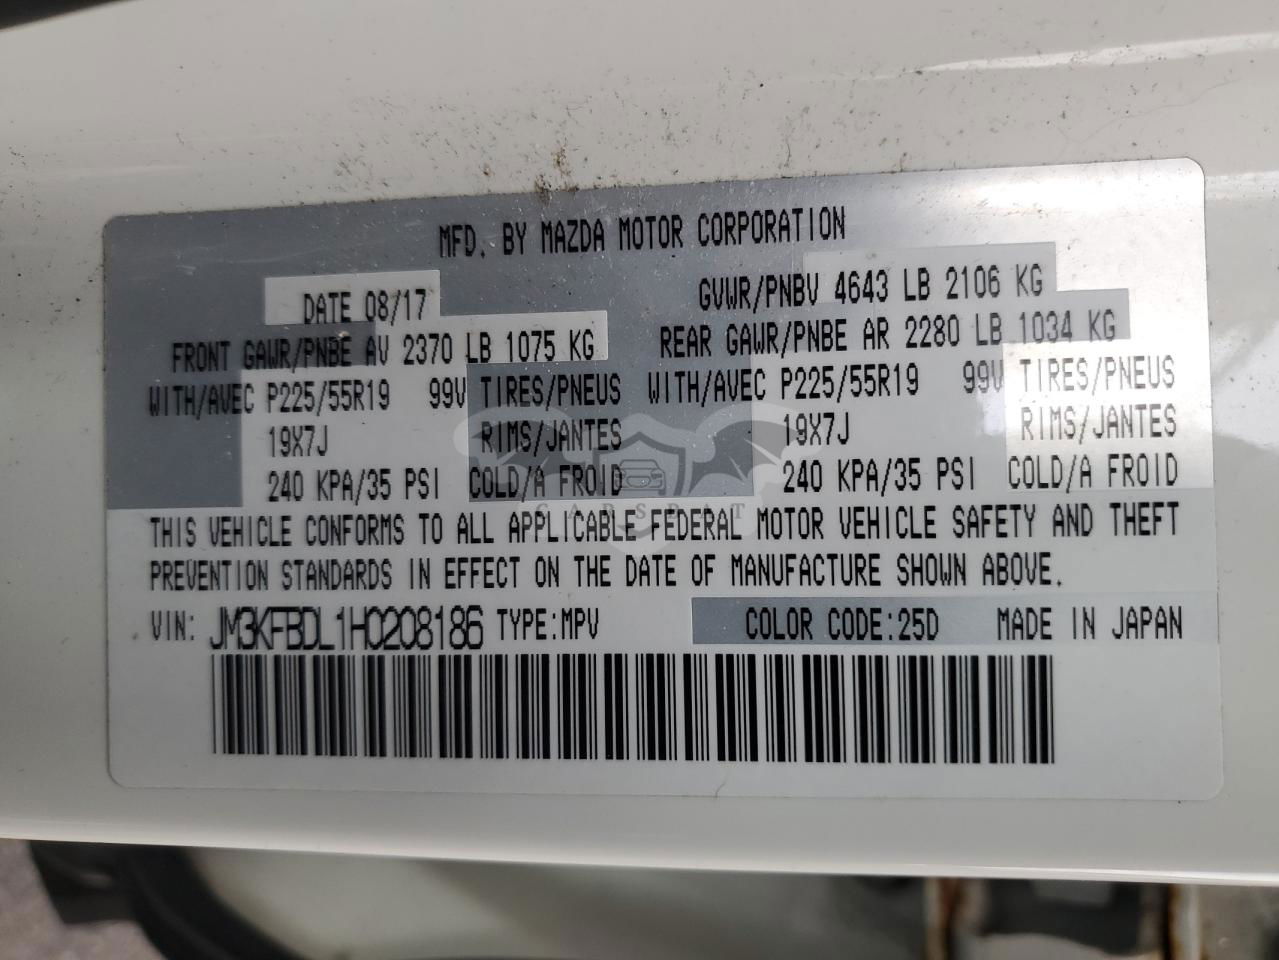 MFD. BY MAZDA MOTOR CORPORATION
DATE 08/17 GVWR/PNBV 4643 LB 2106 KG
FRONT GAWR/PNBE AV 2370 LB 1075 KG REAR GAWR/PNBE AR 2280 LB 1034 KG
WITH/AVEC P225/55R19 99V TIRES/PNEUS WITH/AVEC P225/55R19 99V TIRES/PNEUS
19X7J RIMS/JANTES 19X7J RIMS/JANTES
240 KPA/35 PSI COLD/A FROID 240 KPA/35 PSI COLD/A FROID
CARSBAT
THIS VEHICLE CONFORMS TO ALL APPLICABLE FEDERAL MOTOR VEHICLE SAFETY AND THEFT
PREVENTION STANDARDS IN EFFECT ON THE DATE OF MANUFACTURE SHOWN ABOVE.
VIN: JM3KFBDL1H0208186 TYPE:MPV COLOR CODE:25D MADE IN JAPAN